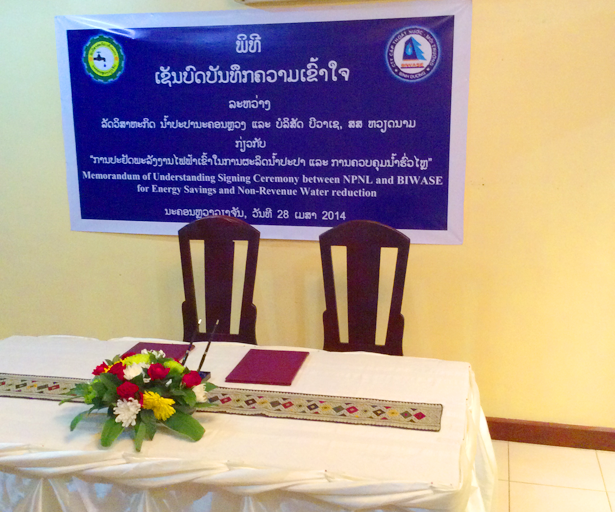 ພິທີ
ເຊັນບົດບັນທຶກຄວາມເຂົ້າໃຈ
ລະຫວ່າງ
ລັດວິສາຫະກິດ ນ້ຳປະປານະຄອນຫຼວງ ແລະ ບໍລິສັດ ບີວາເຊ, ສສ ຫວຽດນາມ
ກ່ຽວກັບ
“ການປະຢັດພະລັງງານໄຟຟ້າເຂົ້າໃນການຜະລິດນ້ຳປະປາ ແລະ ການຄວບຄຸມນ້ຳຮົ່ວໄຫຼ”
Memorandum of Understanding Signing Ceremony between NPNL and BIWASE
for Energy Savings and Non-Revenue Water reduction
ນະຄອນຫຼວງວຽງຈັນ, ວັນທີ 28 ເມສາ 2014